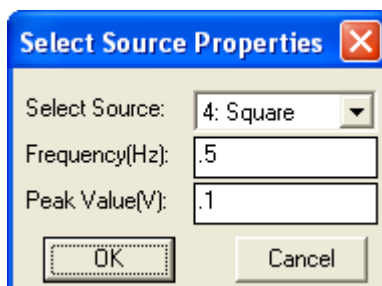 Select Source Properties
Select Source: 4: Square
Frequency(Hz): .5
Peak Value(V): .1
OK Cancel